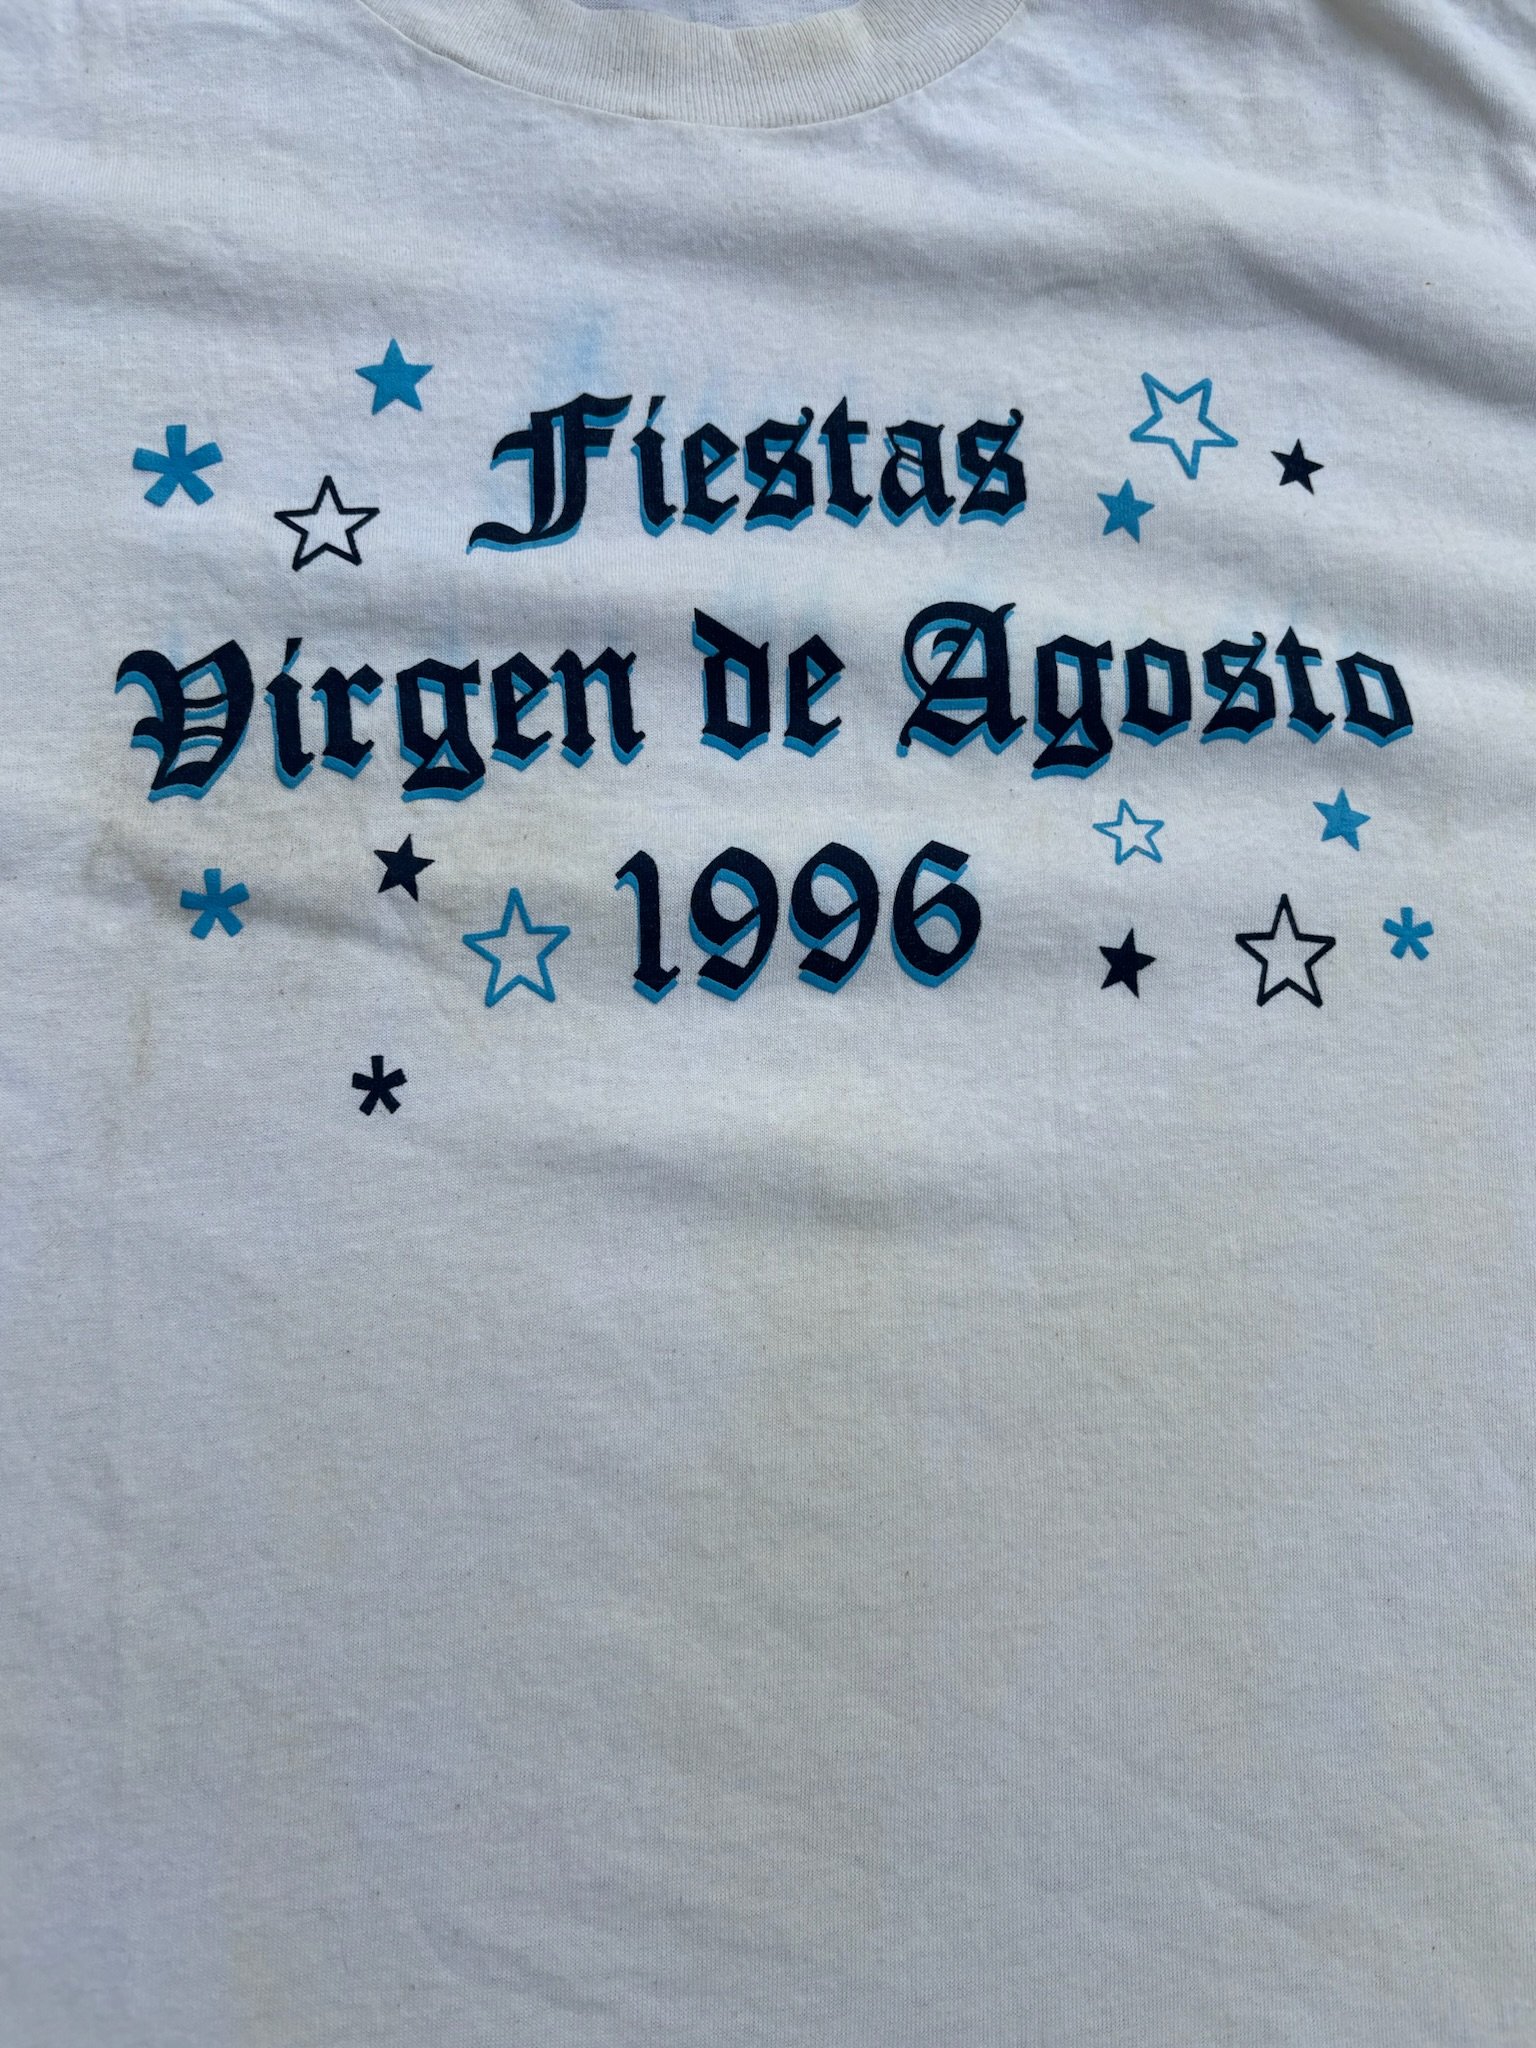 Fiestas
Virgen de Agosto
1996